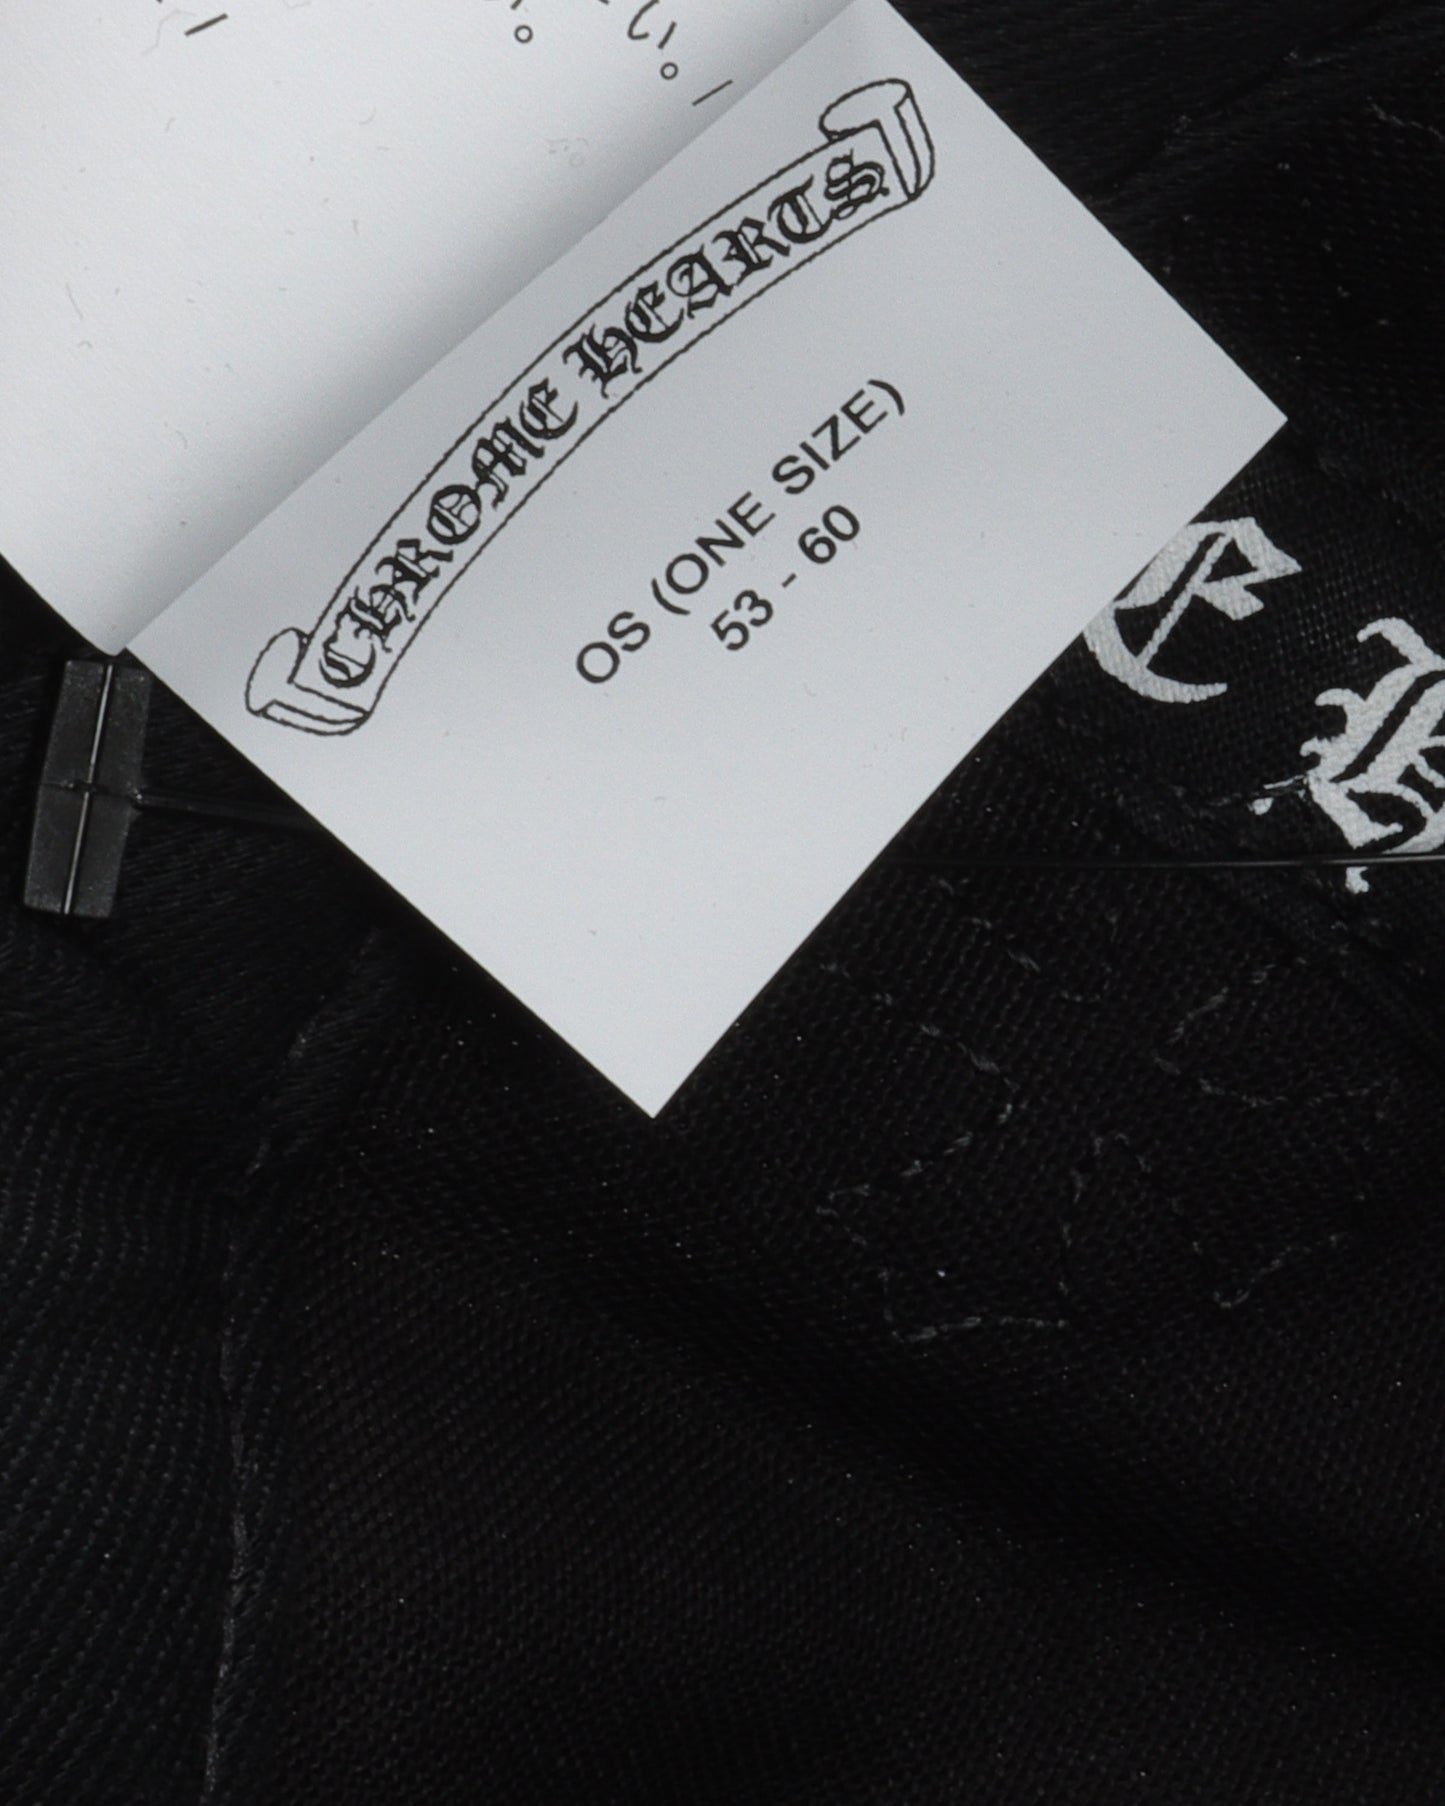 CHROME HEARTS
OS (ONE SIZE)
53 - 60